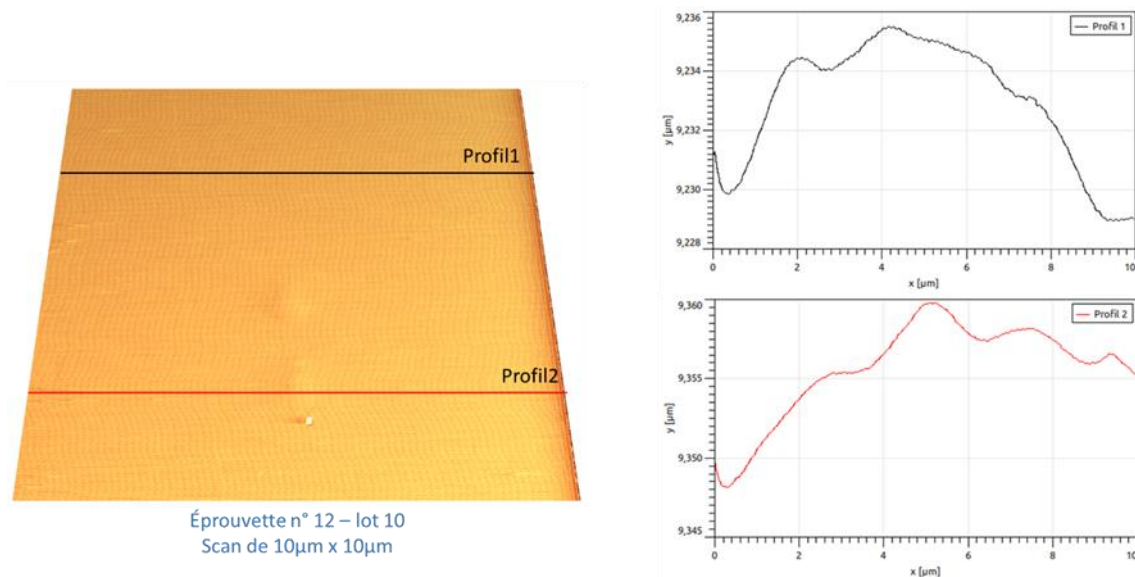 Profil1
Profil2
Éprouvette n° 12 – lot 10
Scan de 10µm x 10µm
9,236
9,234
9,232
9,230
9,228
y [µm]
Profil 1
0
2
4
6
8
10
x [µm]
9,360
9,355
9,350
9,345
y [µm]
Profil 2
0
2
4
6
8
10
x [µm]